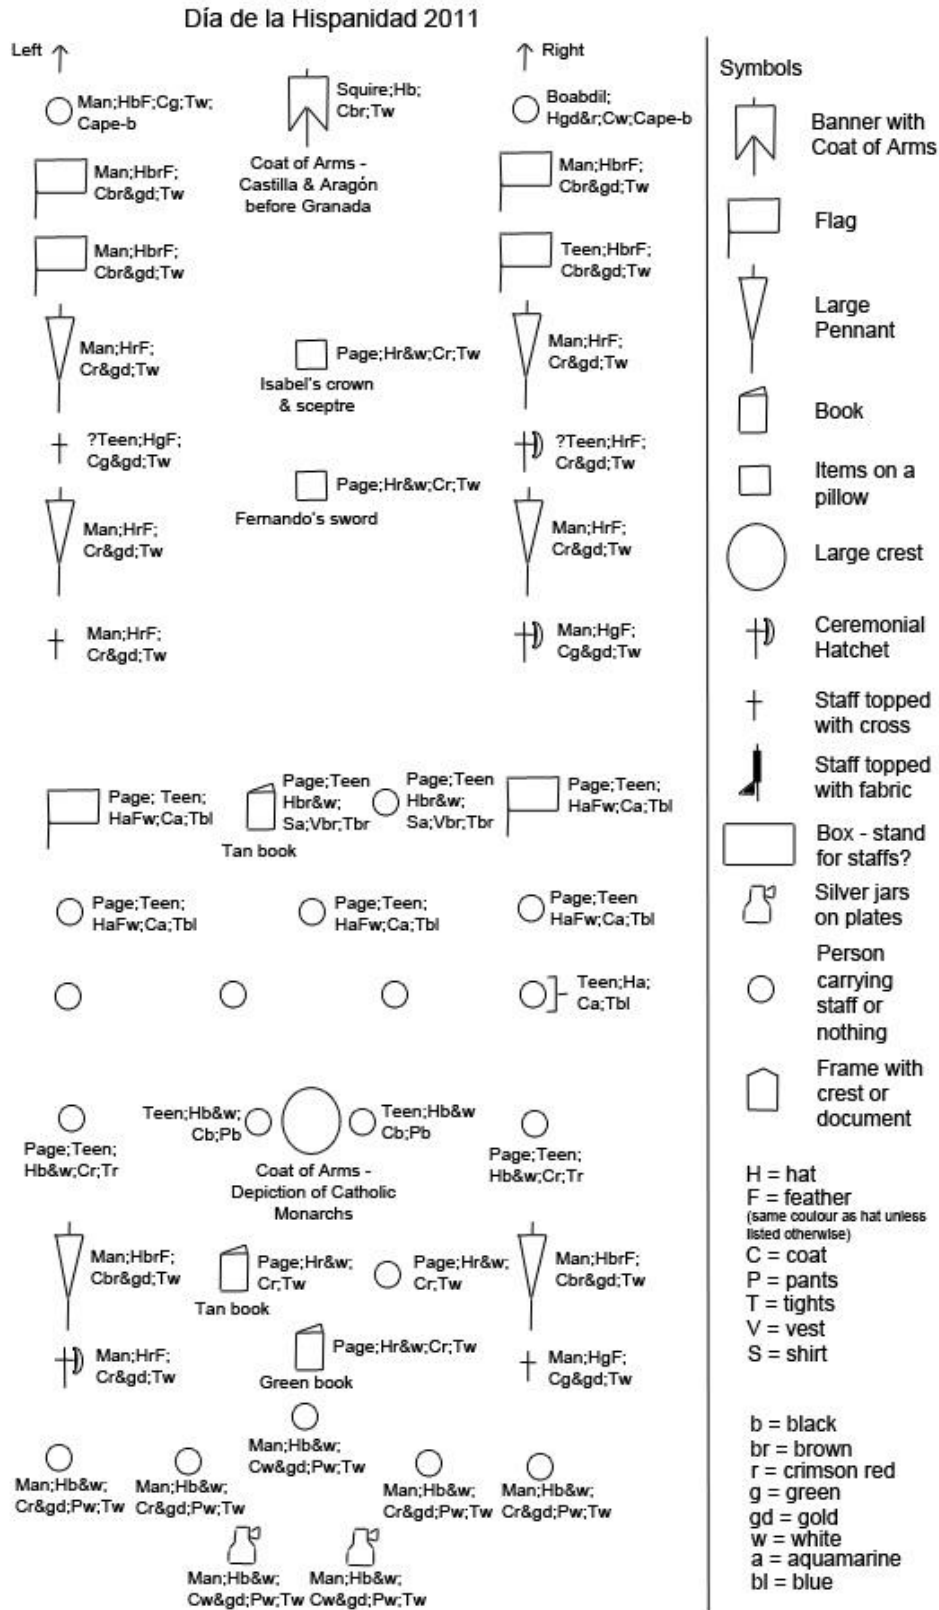 Día de la Hispanidad 2011
Left
Right
Man;HbF;Cg;Tw;
Cape-b
Squire;Hb;
Cbr;Tw
Coat of Arms -
Castilla & Aragón
before Granada
Boabdil;
Hgd&r;Cw;Cape-b
Man;HbrF;
Cbr&gd;Tw
Man;HbrF;
Cbr&gd;Tw
Man;HbrF;
Cbr&gd;Tw
Teen;HbrF;
Cbr&gd;Tw
Man;HrF;
Cr&gd;Tw
Page;Hr&w;Cr;Tw
Isabel's crown
& sceptre
Man;HrF;
Cr&gd;Tw
?Teen;HgF;
Cg&gd;Tw
?Teen;HrF;
Cr&gd;Tw
Page;Hr&w;Cr;Tw
Fernando's sword
Man;HrF;
Cr&gd;Tw
Man;HrF;
Cr&gd;Tw
Man;HrF;
Cr&gd;Tw
Man;HgF;
Cg&gd;Tw
Page; Teen;
HaFw;Ca;Tbl
Page;Teen
Hbr&w;
Sa;Vbr;Tbr
Tan book
Page;Teen
Hbr&w;
Sa;Vbr;Tbr
Page;Teen;
HaFw;Ca;Tbl
Page;Teen;
HaFw;Ca;Tbl
Page;Teen;
HaFw;Ca;Tbl
Page;Teen
HaFw;Ca;Tbl
Teen;Ha;
Ca;Tbl
Page;Teen;
Hb&w;Cr;Tr
Teen;Hb&w;
Cb;Pb
Coat of Arms -
Depiction of Catholic
Monarchs
Teen;Hb&w
Cb;Pb
Page;Teen;
Hb&w;Cr;Tr
Man;HbrF;
Cbr&gd;Tw
Page;Hr&w;
Cr;Tw
Tan book
Page;Hr&w;
Cr;Tw
Man;HbrF;
Cbr&gd;Tw
Man;HrF;
Cr&gd;Tw
Page;Hr&w;Cr;Tw
Green book
Man;HgF;
Cg&gd;Tw
Man;Hb&w;
Cw&gd;Pw;Tw
Man;Hb&w;
Cr&gd;Pw;Tw
Man;Hb&w;
Cr&gd;Pw;Tw
Man;Hb&w;
Cr&gd;Pw;Tw
Man;Hb&w;
Cr&gd;Pw;Tw
Man;Hb&w;
Cw&gd;Pw;Tw
Man;Hb&w;
Cw&gd;Pw;Tw
Symbols
Banner with
Coat of Arms
Flag
Large
Pennant
Book
Items on a
pillow
Large crest
Ceremonial
Hatchet
Staff topped
with cross
Staff topped
with fabric
Box - stand
for staffs?
Silver jars
on plates
Person
carrying
staff or
nothing
Frame with
crest or
document
H = hat
F = feather
(same coulour as hat unless
listed otherwise)
C = coat
P = pants
T = tights
V = vest
S = shirt
b = black
br = brown
r = crimson red
g = green
gd = gold
w = white
a = aquamarine
bl = blue